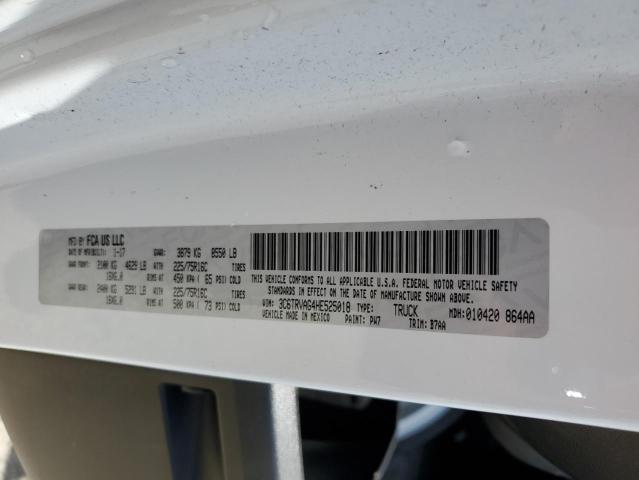 MFD BY FCA US LLC
DATE OF MFR(BUILT): 1-17 GVWR: 3879 KG 8550 LB
GAWR FRONT: 2100 KG 4629 LB WITH 225/75R16C TIRES
16X6.0 RIMS AT 450 KPA ( 65 PSI) COLD
GAWR REAR: 2400 KG 5291 LB WITH 225/75R16C TIRES
16X6.0 RIMS AT 500 KPA ( 73 PSI) COLD
THIS VEHICLE CONFORMS TO ALL APPLICABLE U.S.A. FEDERAL MOTOR VEHICLE SAFETY
STANDARDS IN EFFECT ON THE DATE OF MANUFACTURE SHOWN ABOVE.
VIN: 3C6TRVAG4HE525018 TYPE: TRUCK MDH:010420 864AA
VEHICLE MADE IN MEXICO PAINT: PW7 TRIM: B7AA